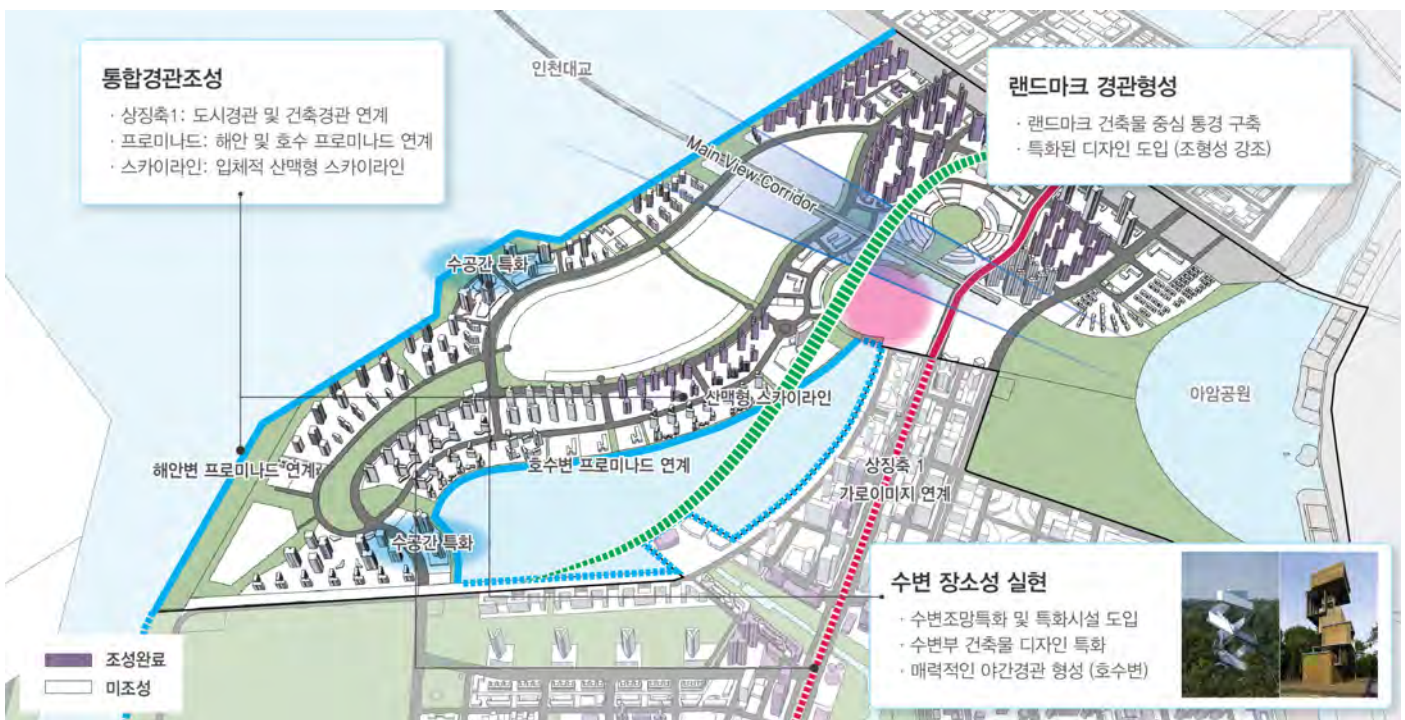 통합경관조성
· 상징축1: 도시경관 및 건축경관 연계
· 프로미나드: 해안 및 호수 프로미나드 연계
· 스카이라인: 입체적 산맥형 스카이라인
인천대교
랜드마크 경관형성
· 랜드마크 건축물 중심 통경 구축
· 특화된 디자인 도입 (조형성 강조)
Main View Corridor
수공간 특화
아암공원
산맥형 스카이라인
해안변 프로미나드 연계
호수변 프로미나드 연계
상징축 1
가로이미지 연계
수공간 특화
수변 장소성 실현
· 수변조망특화 및 특화시설 도입
· 수변부 건축물 디자인 특화
· 매력적인 야간경관 형성 (호수변)
조성완료
미조성